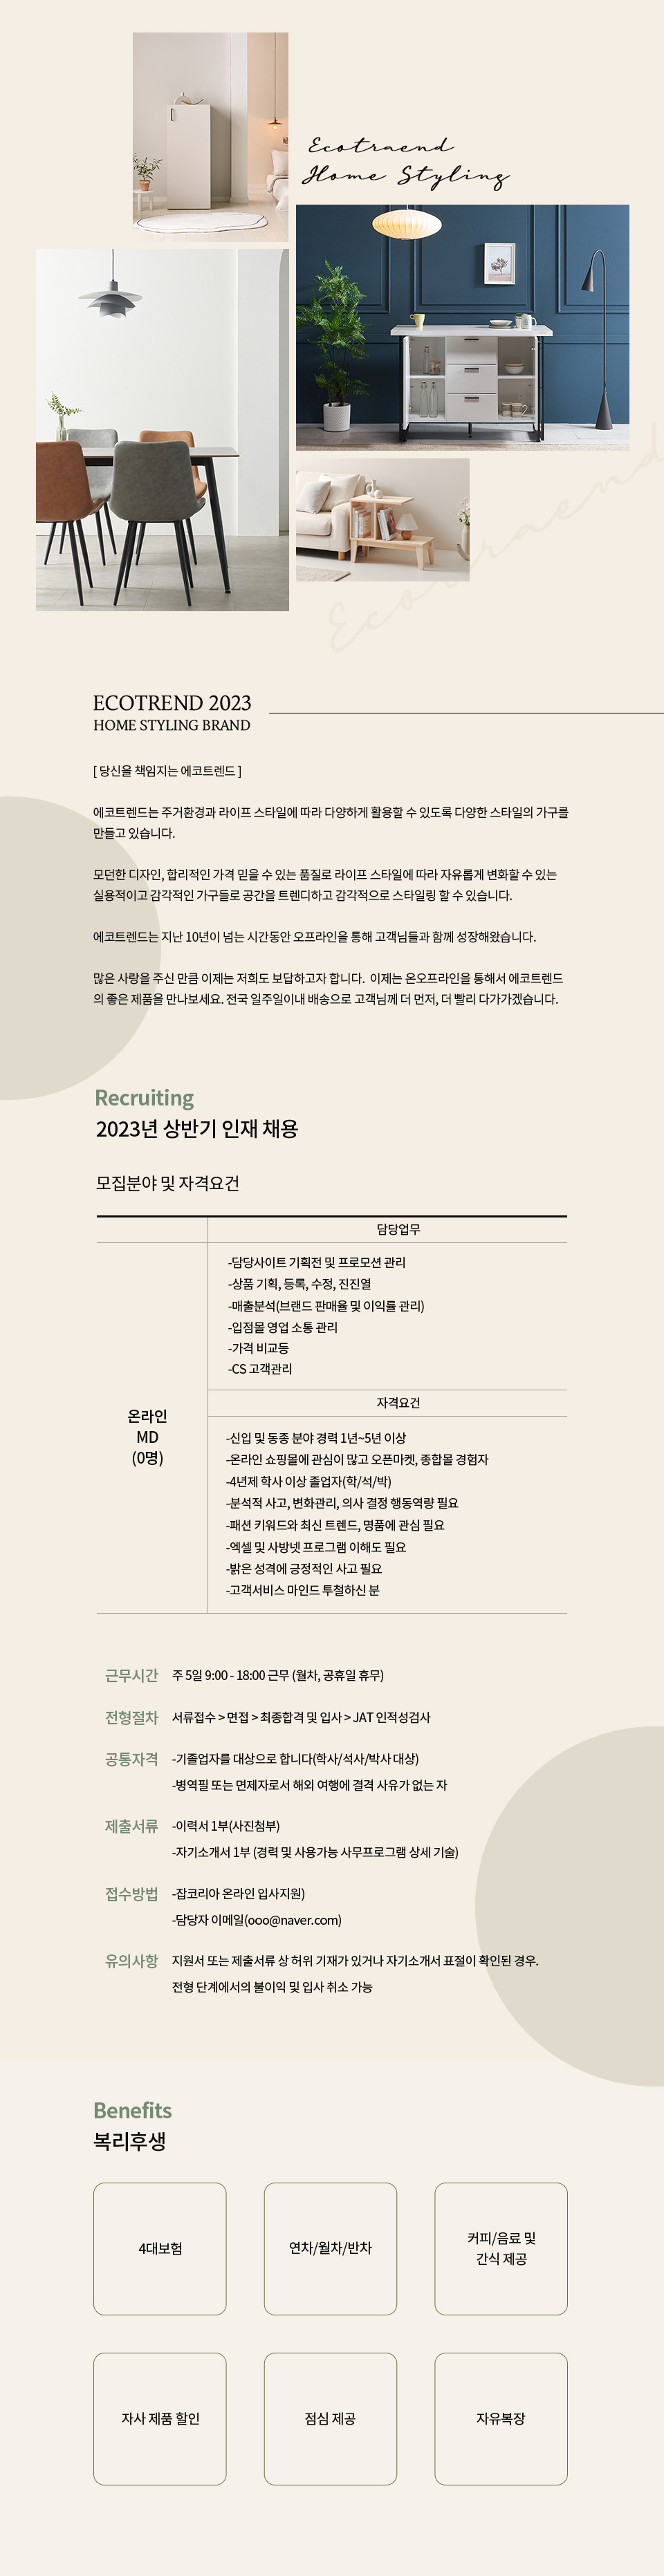 Ecotraend
Home Styling
Ecotraend
ECOTREND 2023
HOME STYLING BRAND
[ 당신을 책임지는 에코트렌드 ]
에코트렌드는 주거환경과 라이프 스타일에 따라 다양하게 활용할 수 있도록 다양한 스타일의 가구를
만들고 있습니다.
모던한 디자인, 합리적인 가격 믿을 수 있는 품질로 라이프 스타일에 따라 자유롭게 변화할 수 있는
실용적이고 감각적인 가구들로 공간을 트렌디하고 감각적으로 스타일링 할 수 있습니다.
에코트렌드는 지난 10년이 넘는 시간동안 오프라인을 통해 고객님들과 함께 성장해왔습니다.
많은 사랑을 주신 만큼 이제는 저희도 보답하고자 합니다. 이제는 온오프라인을 통해서 에코트렌드
의 좋은 제품을 만나보세요. 전국 일주일이내 배송으로 고객님께 더 먼저, 더 빨리 다가가겠습니다.
Recruiting
2023년 상반기 인재 채용
모집분야 및 자격요건
담당업무
-담당사이트 기획전 및 프로모션 관리
-상품 기획, 등록, 수정, 진진열
-매출분석(브랜드 판매율 및 이익률 관리)
-입점몰 영업 소통 관리
-가격 비교등
-CS 고객관리
온라인
MD
(0명)
자격요건
-신입 및 동종 분야 경력 1년~5년 이상
-온라인 쇼핑몰에 관심이 많고 오픈마켓, 종합몰 경험자
-4년제 학사 이상 졸업자(학/석/박)
-분석적 사고, 변화관리, 의사 결정 행동역량 필요
-패션 키워드와 최신 트렌드, 명품에 관심 필요
-엑셀 및 사방넷 프로그램 이해도 필요
-밝은 성격에 긍정적인 사고 필요
-고객서비스 마인드 투철하신 분
근무시간 주 5일 9:00 - 18:00 근무 (월차, 공휴일 휴무)
전형절차 서류접수 > 면접 > 최종합격 및 입사 > JAT 인적성검사
공통자격 -기졸업자를 대상으로 합니다(학사/석사/박사 대상)
-병역필 또는 면제자로서 해외 여행에 결격 사유가 없는 자
제출서류 -이력서 1부(사진첨부)
-자기소개서 1부 (경력 및 사용가능 사무프로그램 상세 기술)
접수방법 -잡코리아 온라인 입사지원)
-담당자 이메일(ooo@naver.com)
유의사항 지원서 또는 제출서류 상 허위 기재가 있거나 자기소개서 표절이 확인된 경우.
전형 단계에서의 불이익 및 입사 취소 가능
Benefits
복리후생
4대보험
연차/월차/반차
커피/음료 및
간식 제공
자사 제품 할인
점심 제공
자유복장